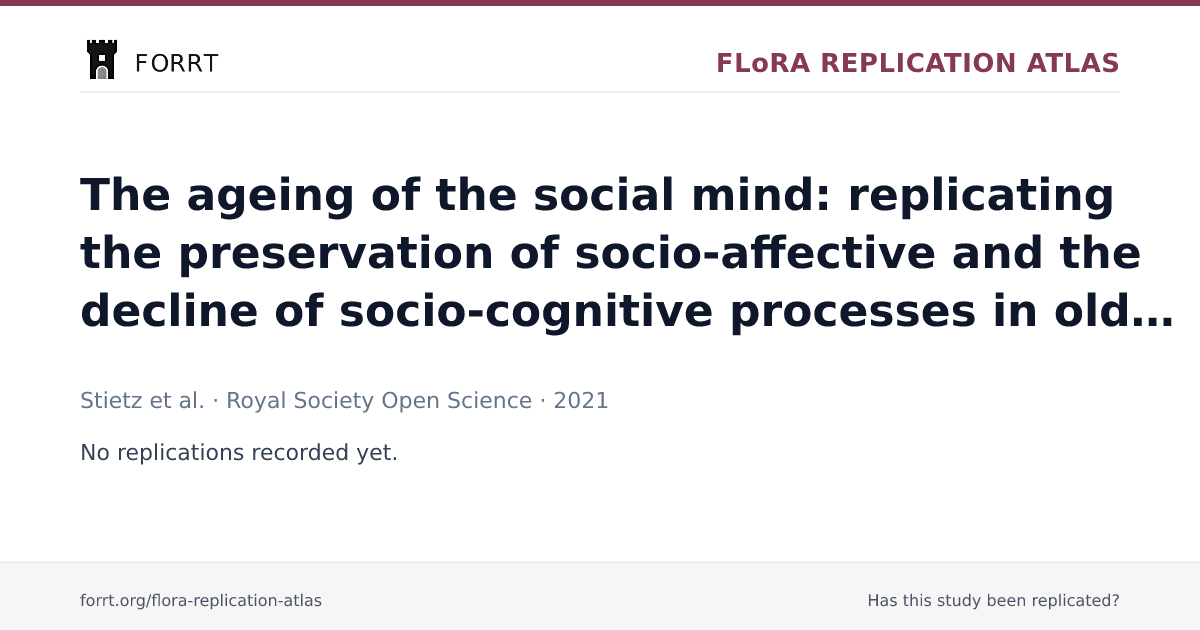 FORRT
FLoRA REPLICATION ATLAS
The ageing of the social mind: replicating
the preservation of socio-affective and the
decline of socio-cognitive processes in old…
Stietz et al. · Royal Society Open Science · 2021
No replications recorded yet.
forrt.org/flora-replication-atlas
Has this study been replicated?